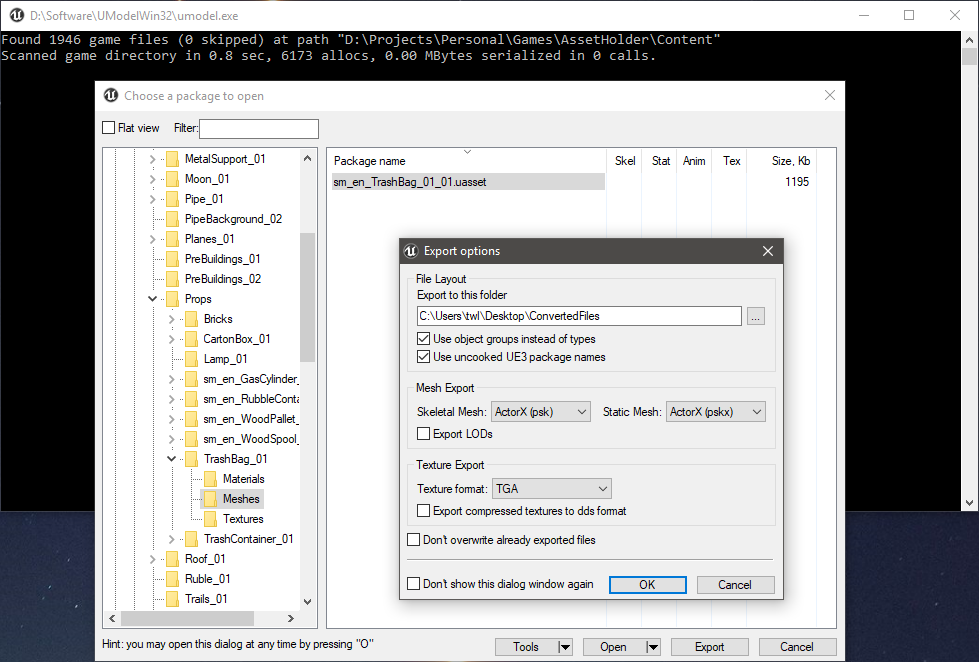 D:\Software\UModelWin32\umodel.exe
Found 1946 game files (0 skipped) at path "D:\Projects\Personal\Games\AssetHolder\Content"
Scanned game directory in 0.8 sec, 6173 allocs, 0.00 MBytes serialized in 0 calls.
Choose a package to open
Flat view Filter:
MetalSupport_01
Moon_01
Pipe_01
PipeBackground_02
Planes_01
PreBuildings_01
PreBuildings_02
Props
Bricks
CartonBox_01
Lamp_01
sm_en_GasCylinder_
sm_en_RubbleConta
sm_en_WoodPallet_
sm_en_WoodSpool_
TrashBag_01
Materials
Meshes
Textures
TrashContainer_01
Roof_01
Ruble_01
Trails_01
Package name Skel Stat Anim Tex Size, Kb
sm_en_TrashBag_01_01.uasset 1195
Export options
File Layout
Export to this folder
C:\Users\twl\Desktop\ConvertedFiles ...
Use object groups instead of types
Use uncooked UE3 package names
Mesh Export
Skeletal Mesh: ActorX (psk) Static Mesh: ActorX (pskx)
Export LODs
Texture Export
Texture format: TGA
Export compressed textures to dds format
Don't overwrite already exported files
Don't show this dialog window again OK Cancel
Hint: you may open this dialog at any time by pressing "O" Tools Open Export Cancel